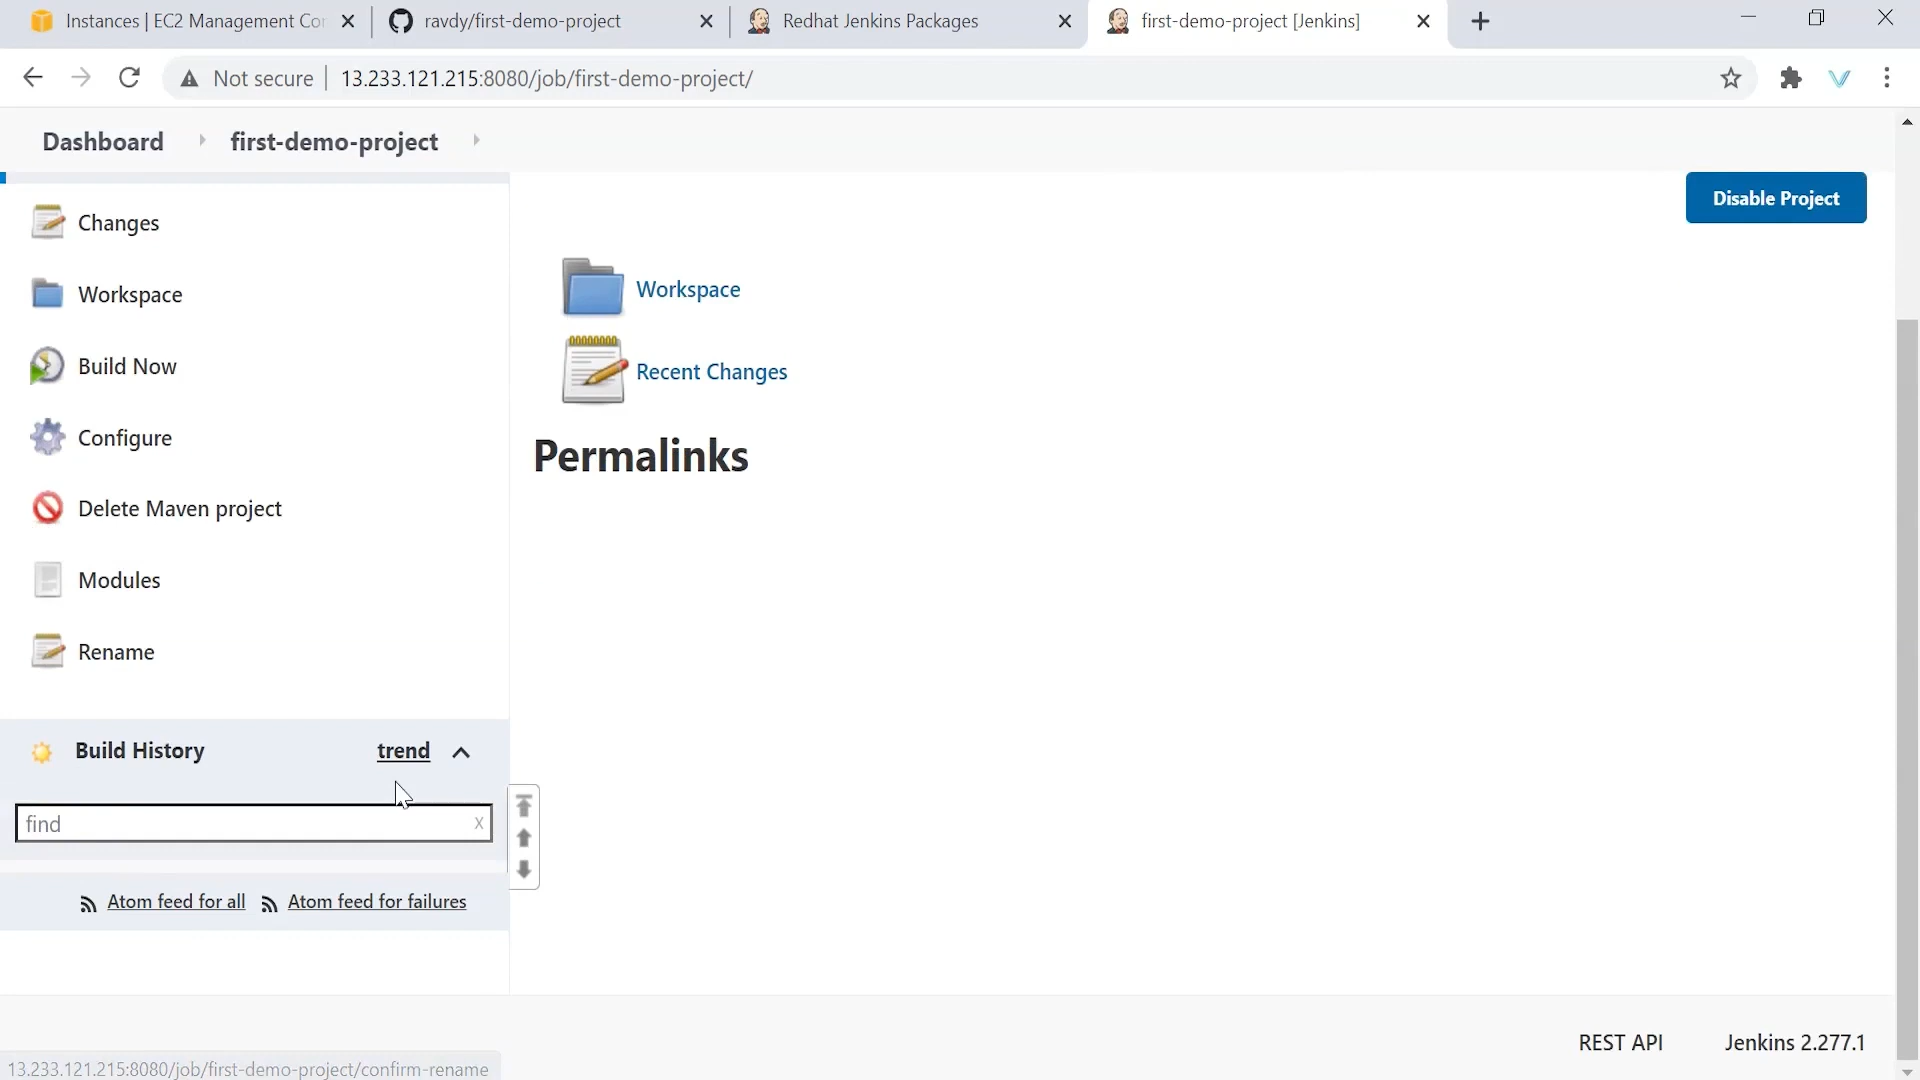 Instances | EC2 Management Co
ravdy/first-demo-project
Redhat Jenkins Packages
first-demo-project [Jenkins]
Not secure
13.233.121.215:8080/job/first-demo-project/
Dashboard
first-demo-project
Disable Project
Changes
Workspace
Build Now
Configure
Delete Maven project
Modules
Rename
Workspace
Recent Changes
Permalinks
Build History
trend
find
x
Atom feed for all
Atom feed for failures
REST API
Jenkins 2.277.1
13.233.121.215:8080/job/first-demo-project/confirm-rename